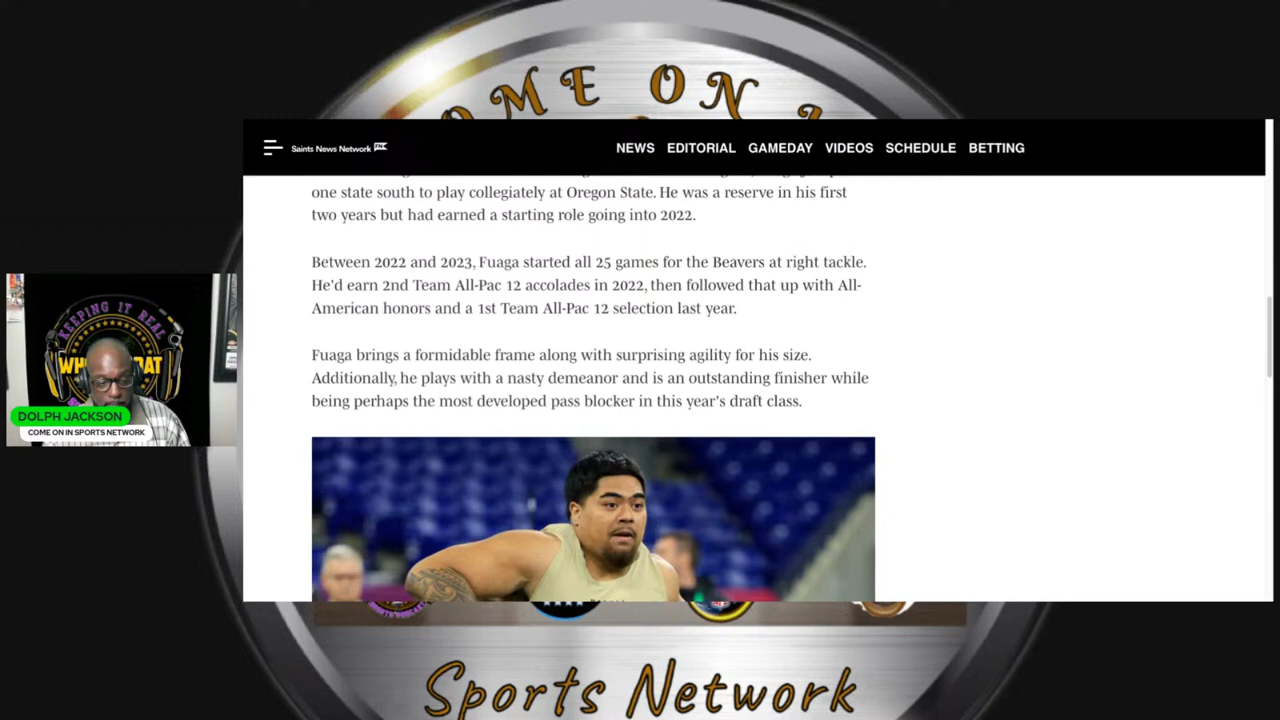 OME ON I
Saints News Network FN
NEWS EDITORIAL GAMEDAY VIDEOS SCHEDULE BETTING
one state south to play collegiately at Oregon State. He was a reserve in his first
two years but had earned a starting role going into 2022.
Between 2022 and 2023, Fuaga started all 25 games for the Beavers at right tackle.
He'd earn 2nd Team All-Pac 12 accolades in 2022, then followed that up with All-
American honors and a 1st Team All-Pac 12 selection last year.
Fuaga brings a formidable frame along with surprising agility for his size.
Additionally, he plays with a nasty demeanor and is an outstanding finisher while
being perhaps the most developed pass blocker in this year's draft class.
KEEPING IT REAL
WH DAT
DOLPH JACKSON
COME ON IN SPORTS NETWORK
Sports Network